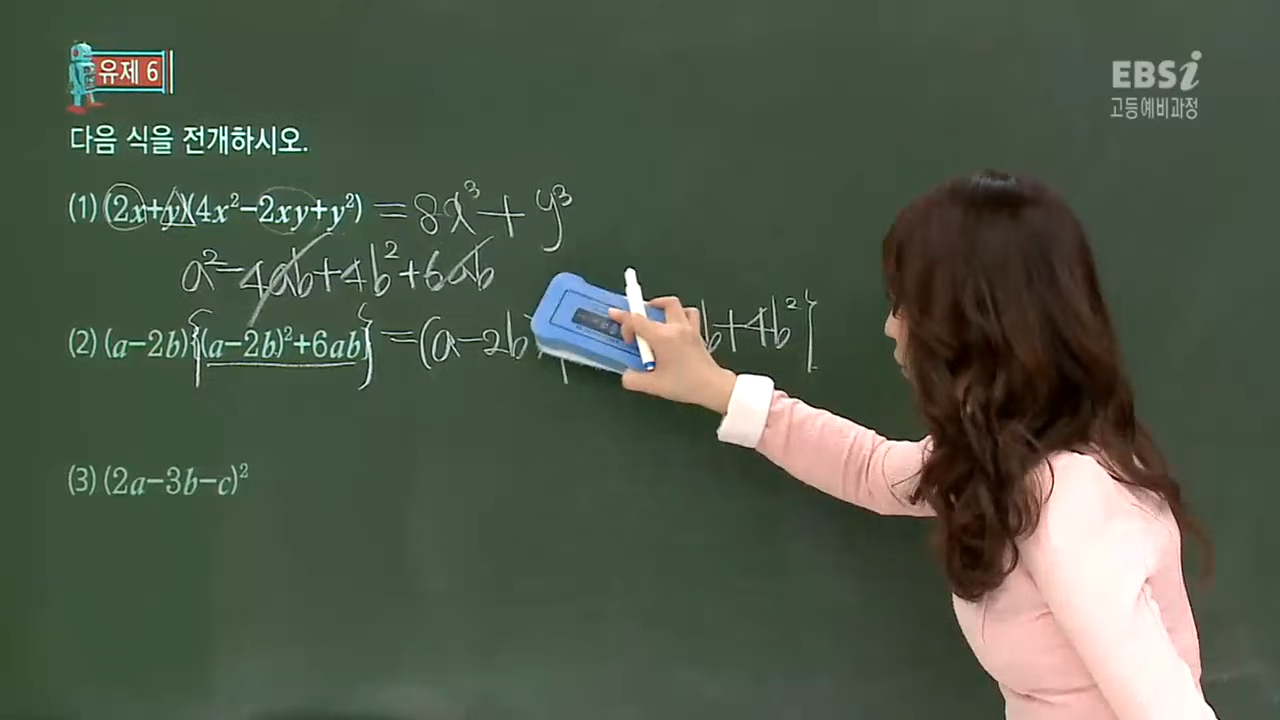 유제 6
EBSi
고등예비과정
다음 식을 전개하시오.
(1) (2x+y)(4x²-2xy+y²) = 8x³ + y³
a² - 4ab + 4b² + 6ab
(2) (a-2b){(a-2b)²+6ab} = (a-2b b+4b²}
(3) (2a-3b-c)²